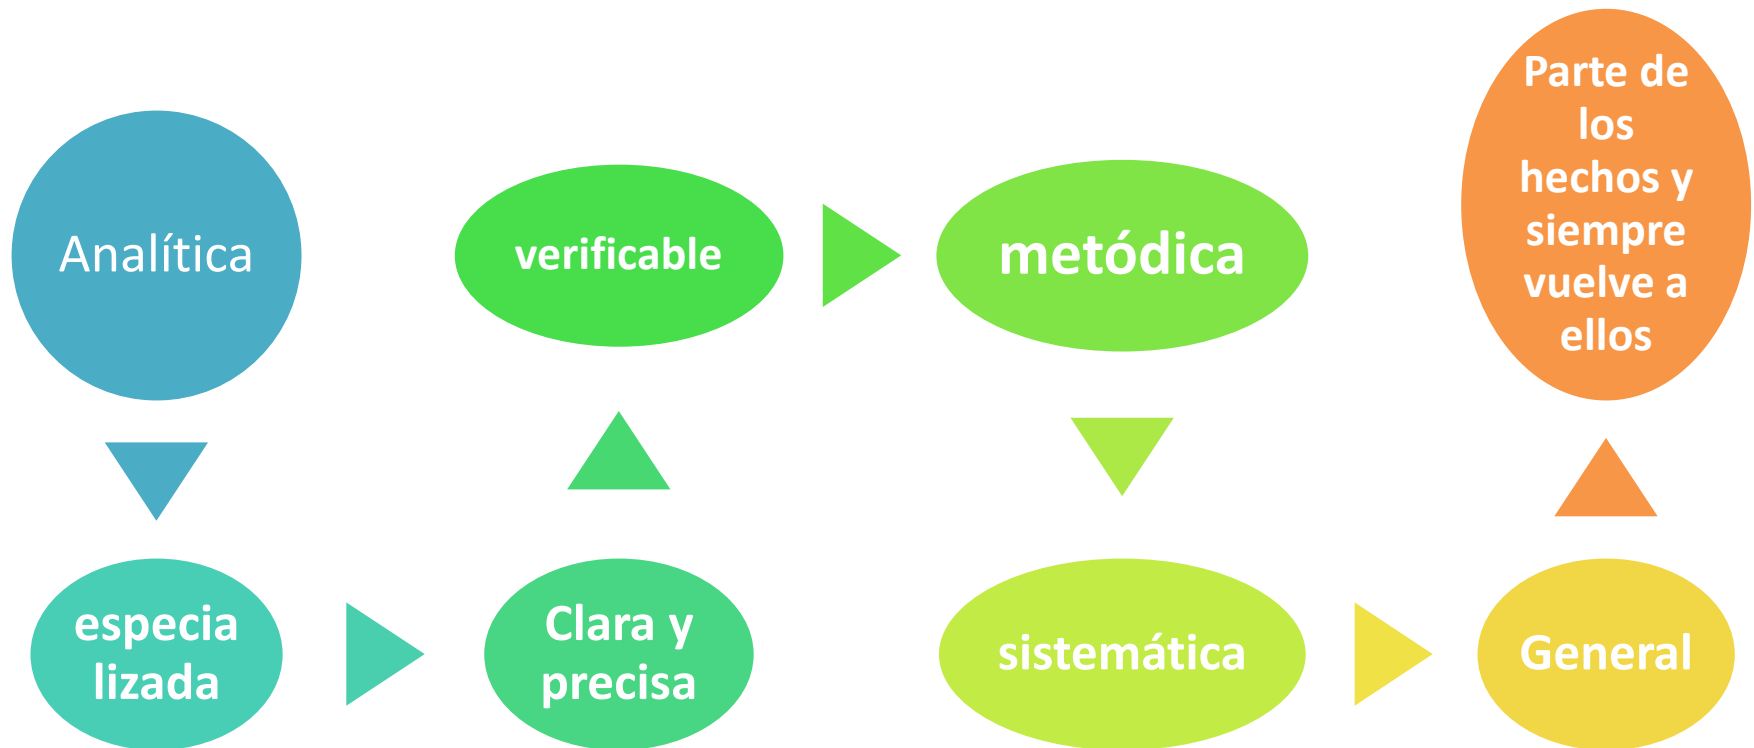 Analítica
especia
lizada
Clara y
precisa
verificable
metódica
sistemática
General
Parte de
los
hechos y
siempre
vuelve a
ellos